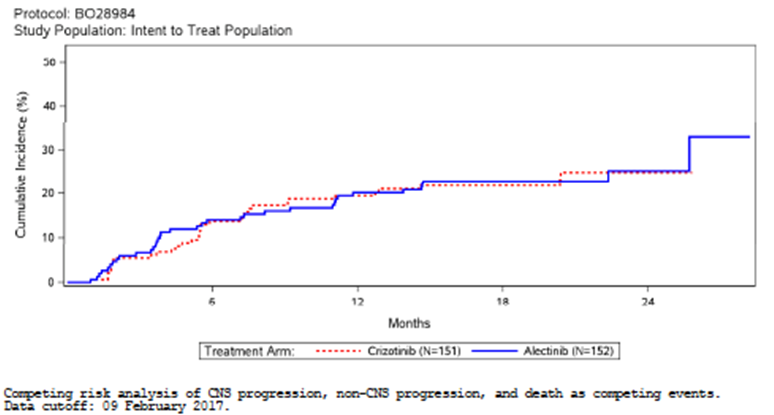 Protocol: BO28984
Study Population: Intent to Treat Population
50
40
30
20
10
0
Cumulative Incidence (%)
6 12 18 24
Months
Treatment Arm: Crizotinib (N=151) Alectinib (N=152)
Competing risk analysis of CNS progression, non-CNS progression, and death as competing events.
Data cutoff: 09 February 2017.